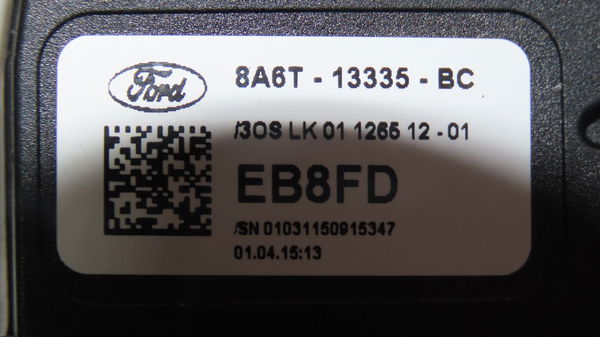 Ford
8A6T - 13335 - BC
/3OS LK 01 1265 12 - 01
EB8FD
/SN 01031150915347
01.04.15:13